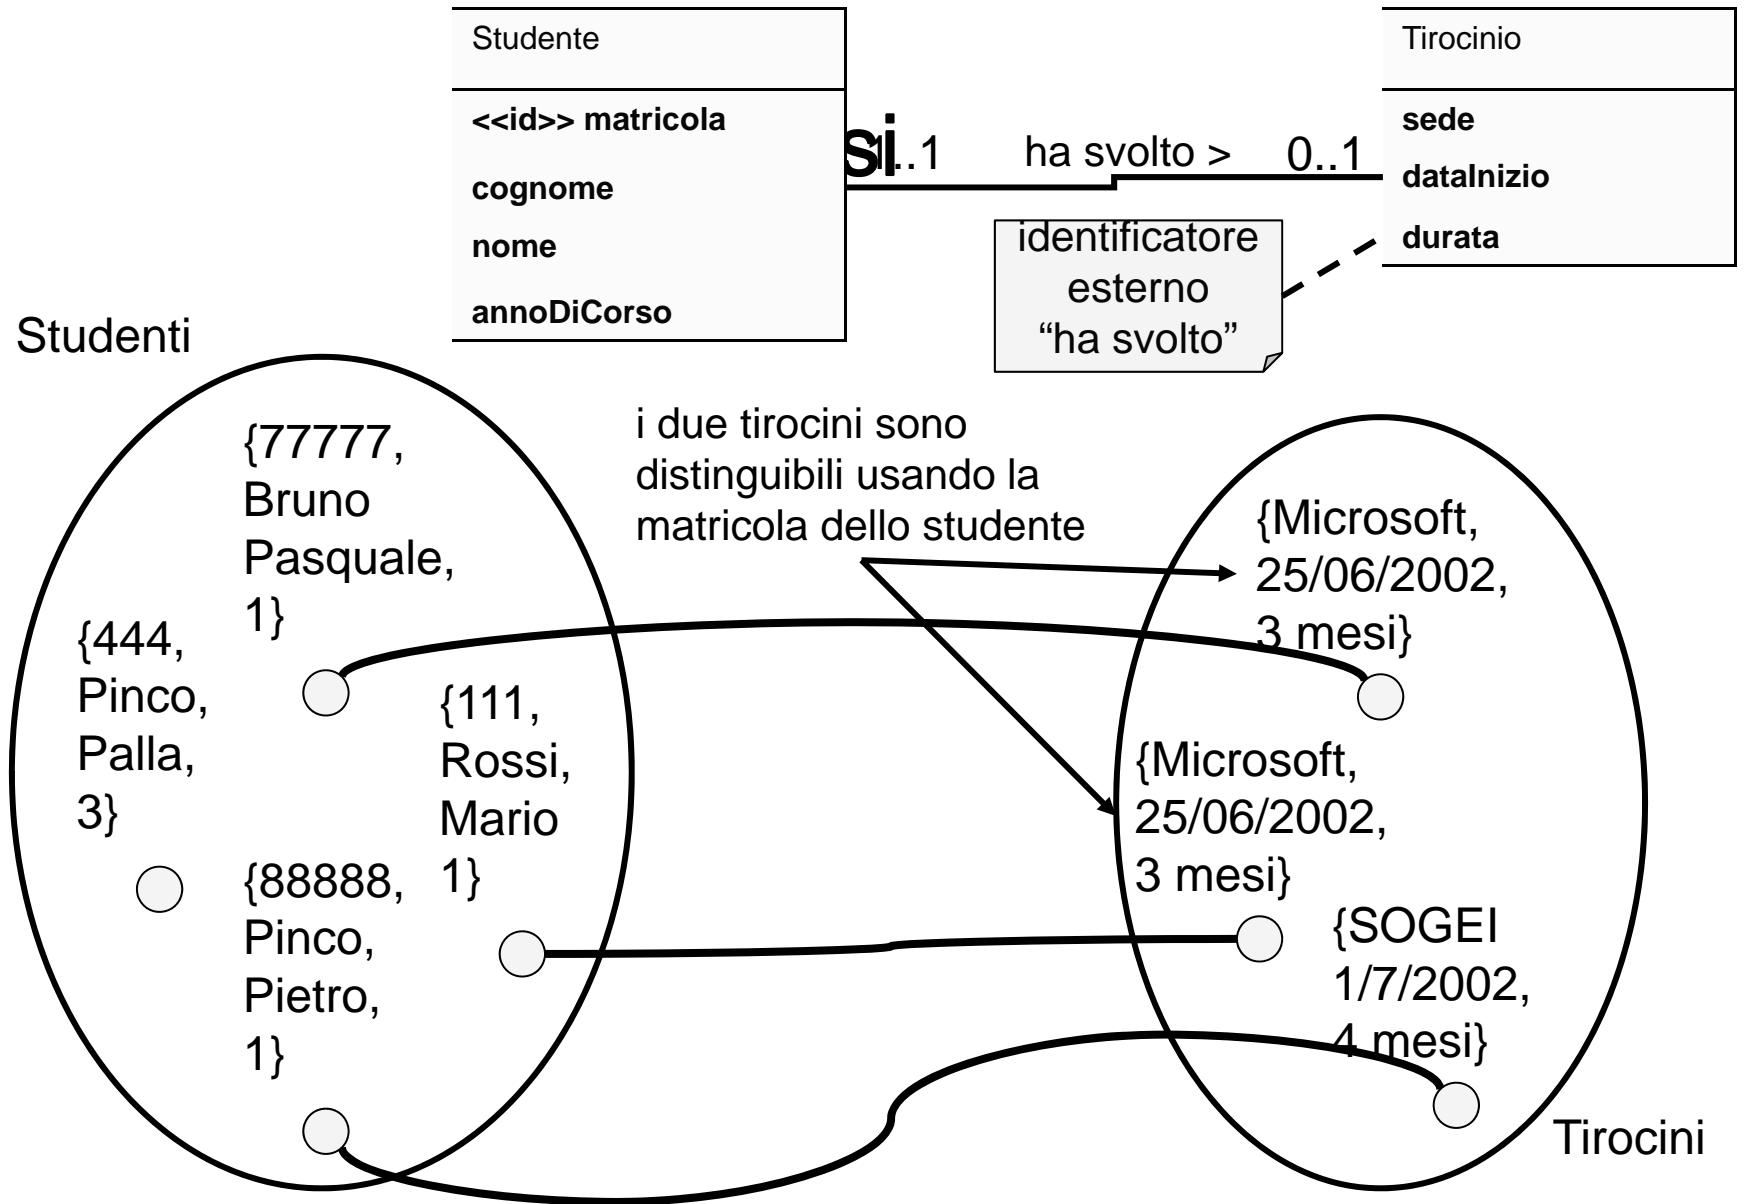 Studente
<<id>> matricola
cognome
nome
annoDiCorso
si
1..1
ha svolto >
0..1
Tirocinio
sede
dataInizio
durata
identificatore
esterno
“ha svolto”
Studenti
{77777,
Bruno
Pasquale,
1}
{444,
Pinco,
Palla,
3}
{111,
Rossi,
Mario
1}
{88888,
Pinco,
Pietro,
1}
i due tirocini sono
distinguibili usando la
matricola dello studente
{Microsoft,
25/06/2002,
3 mesi}
{Microsoft,
25/06/2002,
3 mesi}
{SOGEI
1/7/2002,
4 mesi}
Tirocini